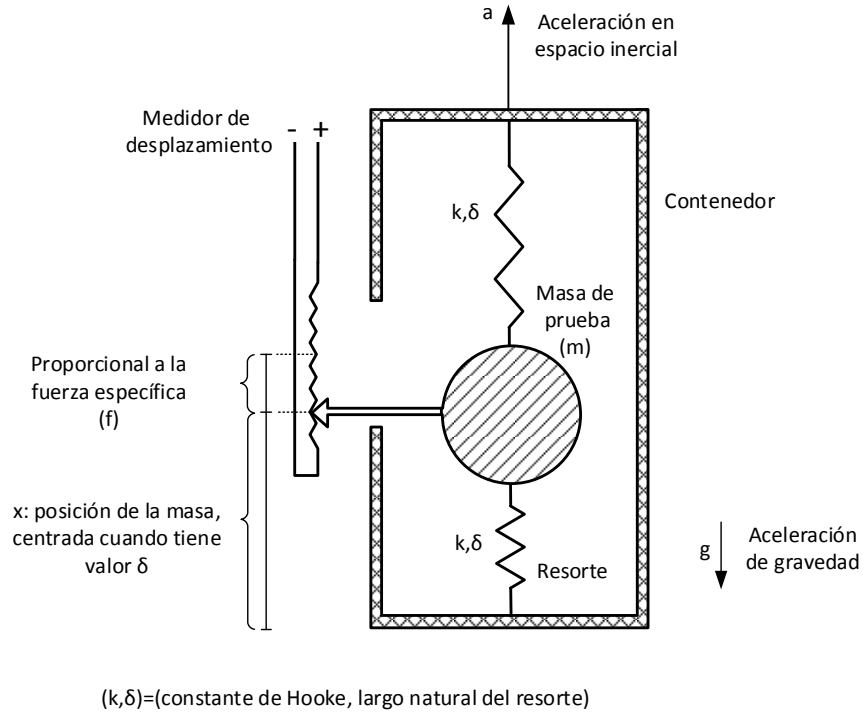 a
Aceleración en
espacio inercial
Medidor de
desplazamiento
- +
k,δ
Contenedor
Masa de
prueba
(m)
Proporcional a la
fuerza específica
(f)
x: posición de la masa,
centrada cuando tiene
valor δ
k,δ
Resorte
g
Aceleración
de gravedad
(k,δ)=(constante de Hooke, largo natural del resorte)